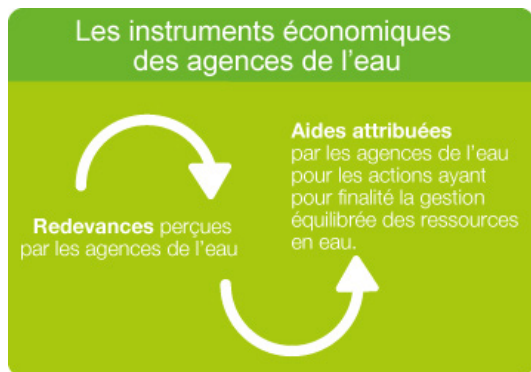 Les instruments économiques
des agences de l'eau
Redevances perçues
par les agences de l'eau
Aides attribuées
par les agences de l'eau
pour les actions ayant
pour finalité la gestion
équilibrée des ressources
en eau.